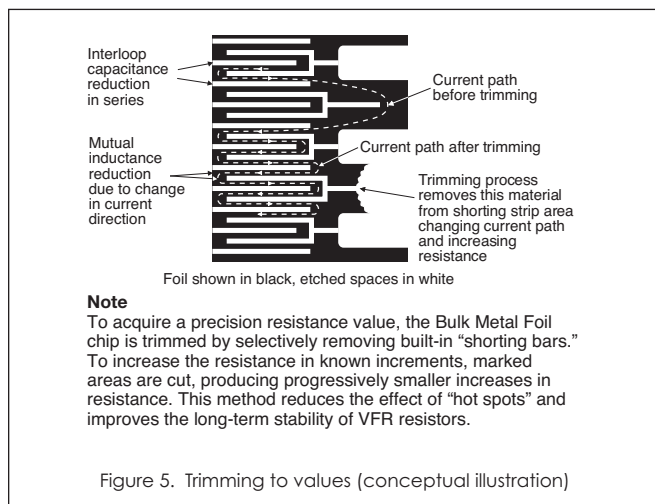 Interloop
capacitance
reduction
in series
Current path
before trimming
Mutual
inductance
reduction
due to change
in current
direction
Current path after trimming
Trimming process
removes this material
from shorting strip area
changing current path
and increasing
resistance
Foil shown in black, etched spaces in white
Note
To acquire a precision resistance value, the Bulk Metal Foil
chip is trimmed by selectively removing built-in “shorting bars.”
To increase the resistance in known increments, marked
areas are cut, producing progressively smaller increases in
resistance. This method reduces the effect of “hot spots” and
improves the long-term stability of VFR resistors.
Figure 5. Trimming to values (conceptual illustration)